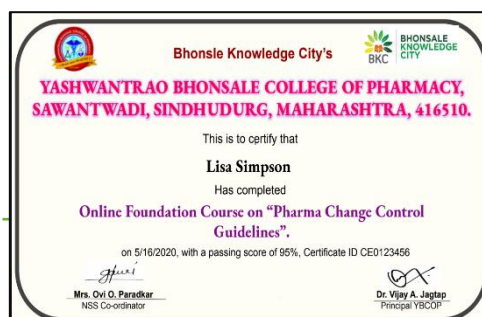 Bhonsle Knowledge City's
BKC
BHONSALE
KNOWLEDGE
CITY
YASHWANTRAO BHONSALE COLLEGE OF PHARMACY,
SAWANTWADI, SINDHUDURG, MAHARASHTRA, 416510.
This is to certify that
Lisa Simpson
Has completed
Online Foundation Course on “Pharma Change Control
Guidelines”.
on 5/16/2020, with a passing score of 95%, Certificate ID CE0123456
Mrs. Ovi O. Paradkar
NSS Co-ordinator
Dr. Vijay A. Jagtap
Principal YBCOP